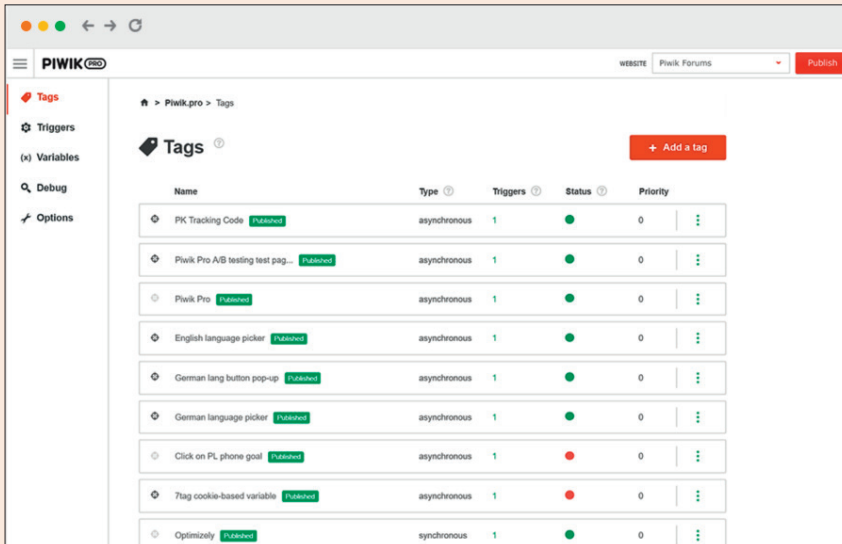 PIWIK PRO
WEBSITE Piwik Forums Publish
Tags
Triggers
(x) Variables
Debug
Options
> Piwik.pro > Tags
Tags ?
+ Add a tag
Name Type ? Triggers ? Status ? Priority
PK Tracking Code Published asynchronous 1 0
Piwik Pro A/B testing test pag... Published asynchronous 1 0
Piwik Pro Published asynchronous 1 0
English language picker Published asynchronous 1 0
German lang button pop-up Published asynchronous 1 0
German language picker Published asynchronous 1 0
Click on PL phone goal Published asynchronous 1 0
7tag cookie-based variable Published asynchronous 1 0
Optimizely Published synchronous 1 0